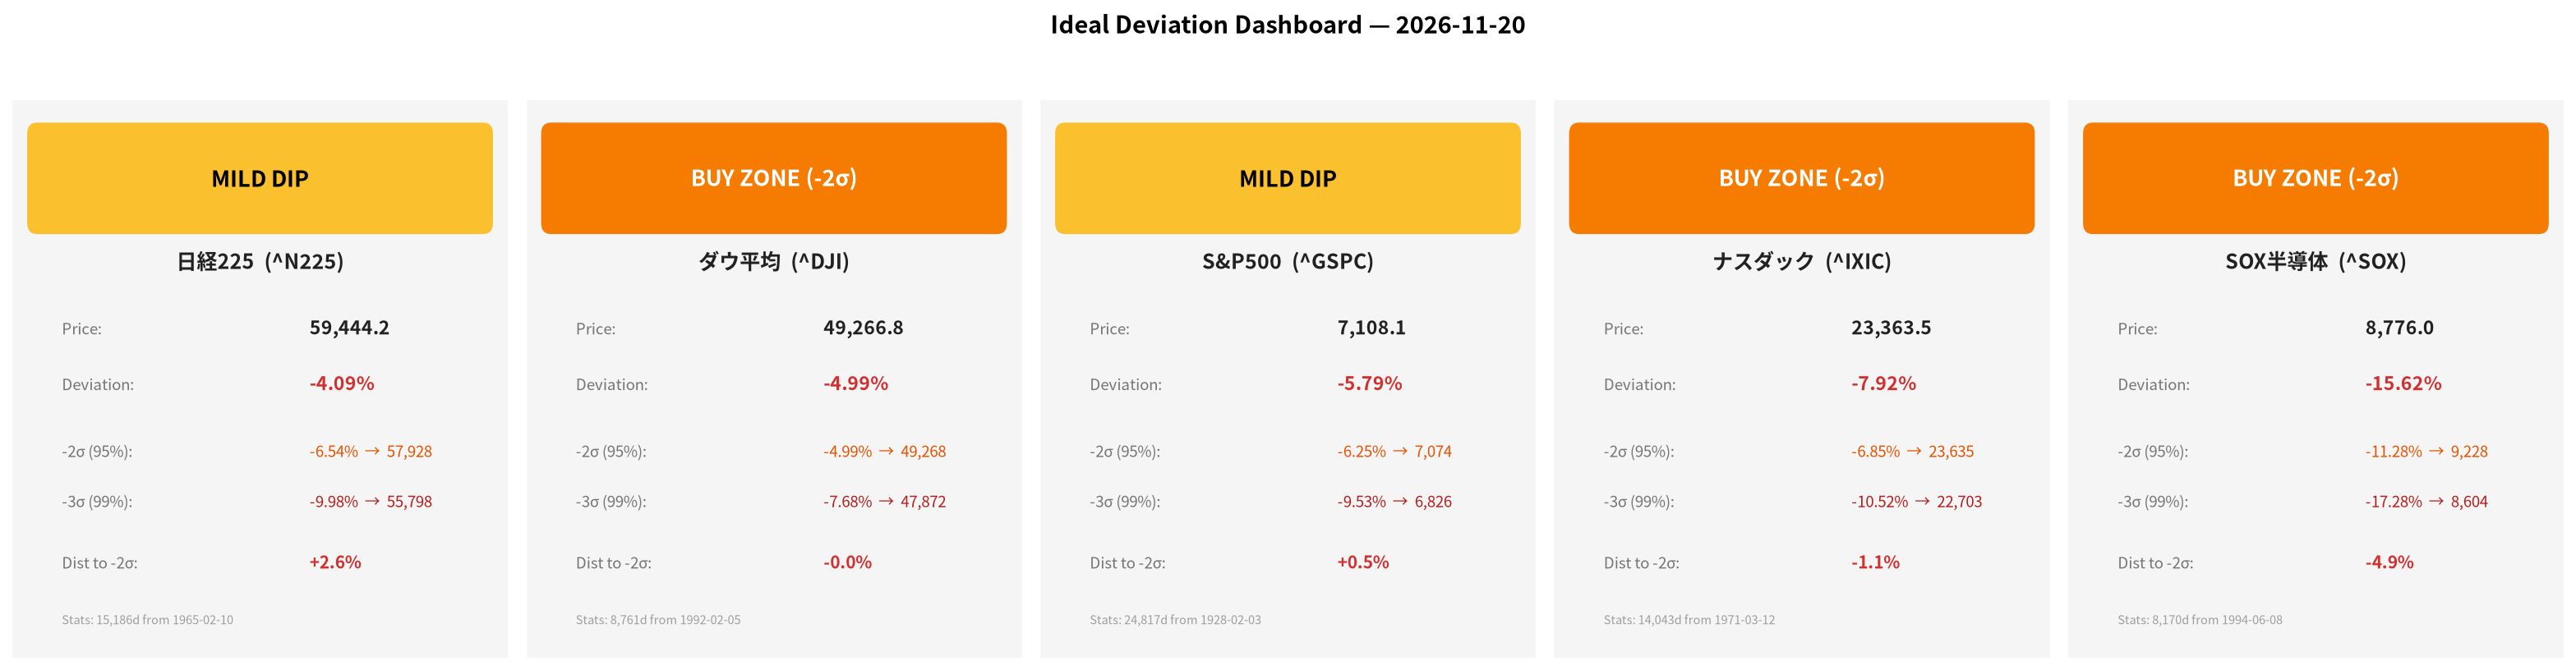 Ideal Deviation Dashboard — 2026-11-20
MILD DIP
日経225 (^N225)
Price: 59,444.2
Deviation: -4.09%
-2σ (95%): -6.54% → 57,928
-3σ (99%): -9.98% → 55,798
Dist to -2σ: +2.6%
Stats: 15,186d from 1965-02-10
BUY ZONE (-2σ)
ダウ平均 (^DJI)
Price: 49,266.8
Deviation: -4.99%
-2σ (95%): -4.99% → 49,268
-3σ (99%): -7.68% → 47,872
Dist to -2σ: -0.0%
Stats: 8,761d from 1992-02-05
MILD DIP
S&P500 (^GSPC)
Price: 7,108.1
Deviation: -5.79%
-2σ (95%): -6.25% → 7,074
-3σ (99%): -9.53% → 6,826
Dist to -2σ: +0.5%
Stats: 24,817d from 1928-02-03
BUY ZONE (-2σ)
ナスダック (^IXIC)
Price: 23,363.5
Deviation: -7.92%
-2σ (95%): -6.85% → 23,635
-3σ (99%): -10.52% → 22,703
Dist to -2σ: -1.1%
Stats: 14,043d from 1971-03-12
BUY ZONE (-2σ)
SOX半導体 (^SOX)
Price: 8,776.0
Deviation: -15.62%
-2σ (95%): -11.28% → 9,228
-3σ (99%): -17.28% → 8,604
Dist to -2σ: -4.9%
Stats: 8,170d from 1994-06-08